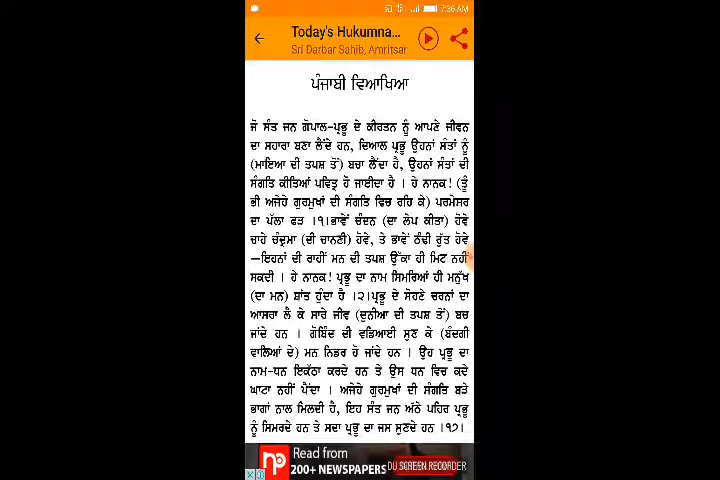 7:36 AM
Today's Hukumna...
Sri Darbar Sahib, Amritsar
ਪੰਜਾਬੀ ਵਿਆਖਿਆ
ਜੋ ਸੰਤ ਜਨ ਗੋਪਾਲ-ਪ੍ਰਭੂ ਦੇ ਕੀਰਤਨ ਨੂੰ ਆਪਣੇ ਜੀਵਨ
ਦਾ ਸਹਾਰਾ ਬਣਾ ਲੈਂਦੇ ਹਨ, ਦਿਆਲ ਪ੍ਰਭੂ ਉਹਨਾਂ ਸੰਤਾਂ ਨੂੰ
(ਮਾਇਆ ਦੀ ਤਪਸ਼ ਤੋਂ) ਬਚਾ ਲੈਂਦਾ ਹੈ, ਉਹਨਾਂ ਸੰਤਾਂ ਦੀ
ਸੰਗਤਿ ਕੀਤਿਆਂ ਪਵਿਤ੍ਰ ਹੋ ਜਾਈਦਾ ਹੈ । ਹੇ ਨਾਨਕ! (ਤੂੰ
ਭੀ ਅਜੇਹੇ ਗੁਰਮੁਖਾਂ ਦੀ ਸੰਗਤਿ ਵਿਚ ਰਹਿ ਕੇ) ਪਰਮੇਸਰ
ਦਾ ਪੱਲਾ ਫੜ ।੧।ਭਾਵੇਂ ਚੰਦਨ (ਦਾ ਲੇਪ ਕੀਤਾ) ਹੋਵੇ
ਚਾਹੇ ਚੰਦ੍ਰਮਾ (ਦੀ ਚਾਨਣੀ) ਹੋਵੇ, ਤੇ ਭਾਵੇਂ ਠੰਢੀ ਰੁੱਤ ਹੋਵੇ
—ਇਹਨਾਂ ਦੀ ਰਾਹੀਂ ਮਨ ਦੀ ਤਪਸ਼ ਉੱਕਾ ਹੀ ਮਿਟ ਨਹੀਂ
ਸਕਦੀ । ਹੇ ਨਾਨਕ! ਪ੍ਰਭੂ ਦਾ ਨਾਮ ਸਿਮਰਿਆਂ ਹੀ ਮਨੁੱਖ
(ਦਾ ਮਨ) ਸ਼ਾਂਤ ਹੁੰਦਾ ਹੈ ।੨।ਪ੍ਰਭੂ ਦੇ ਸੋਹਣੇ ਚਰਨਾਂ ਦਾ
ਆਸਰਾ ਲੈ ਕੇ ਸਾਰੇ ਜੀਵ (ਦੁਨੀਆ ਦੀ ਤਪਸ਼ ਤੋਂ) ਬਚ
ਜਾਂਦੇ ਹਨ । ਗੋਬਿੰਦ ਦੀ ਵਡਿਆਈ ਸੁਣ ਕੇ (ਬੰਦਗੀ
ਵਾਲਿਆਂ ਦੇ) ਮਨ ਨਿਡਰ ਹੋ ਜਾਂਦੇ ਹਨ । ਉਹ ਪ੍ਰਭੂ ਦਾ
ਨਾਮ-ਧਨ ਇਕੱਠਾ ਕਰਦੇ ਹਨ ਤੇ ਉਸ ਧਨ ਵਿਚ ਕਦੇ
ਘਾਟਾ ਨਹੀਂ ਪੈਂਦਾ । ਅਜੇਹੇ ਗੁਰਮੁਖਾਂ ਦੀ ਸੰਗਤਿ ਬੜੇ
ਭਾਗਾਂ ਨਾਲ ਮਿਲਦੀ ਹੈ, ਇਹ ਸੰਤ ਜਨ ਅੱਠੇ ਪਹਿਰ ਪ੍ਰਭੂ
ਨੂੰ ਸਿਮਰਦੇ ਹਨ ਤੇ ਸਦਾ ਪ੍ਰਭੂ ਦਾ ਜਸ ਸੁਣਦੇ ਹਨ ।੧੭।
np
Read from
200+ NEWSPAPERS
DU SCREEN RECORDER